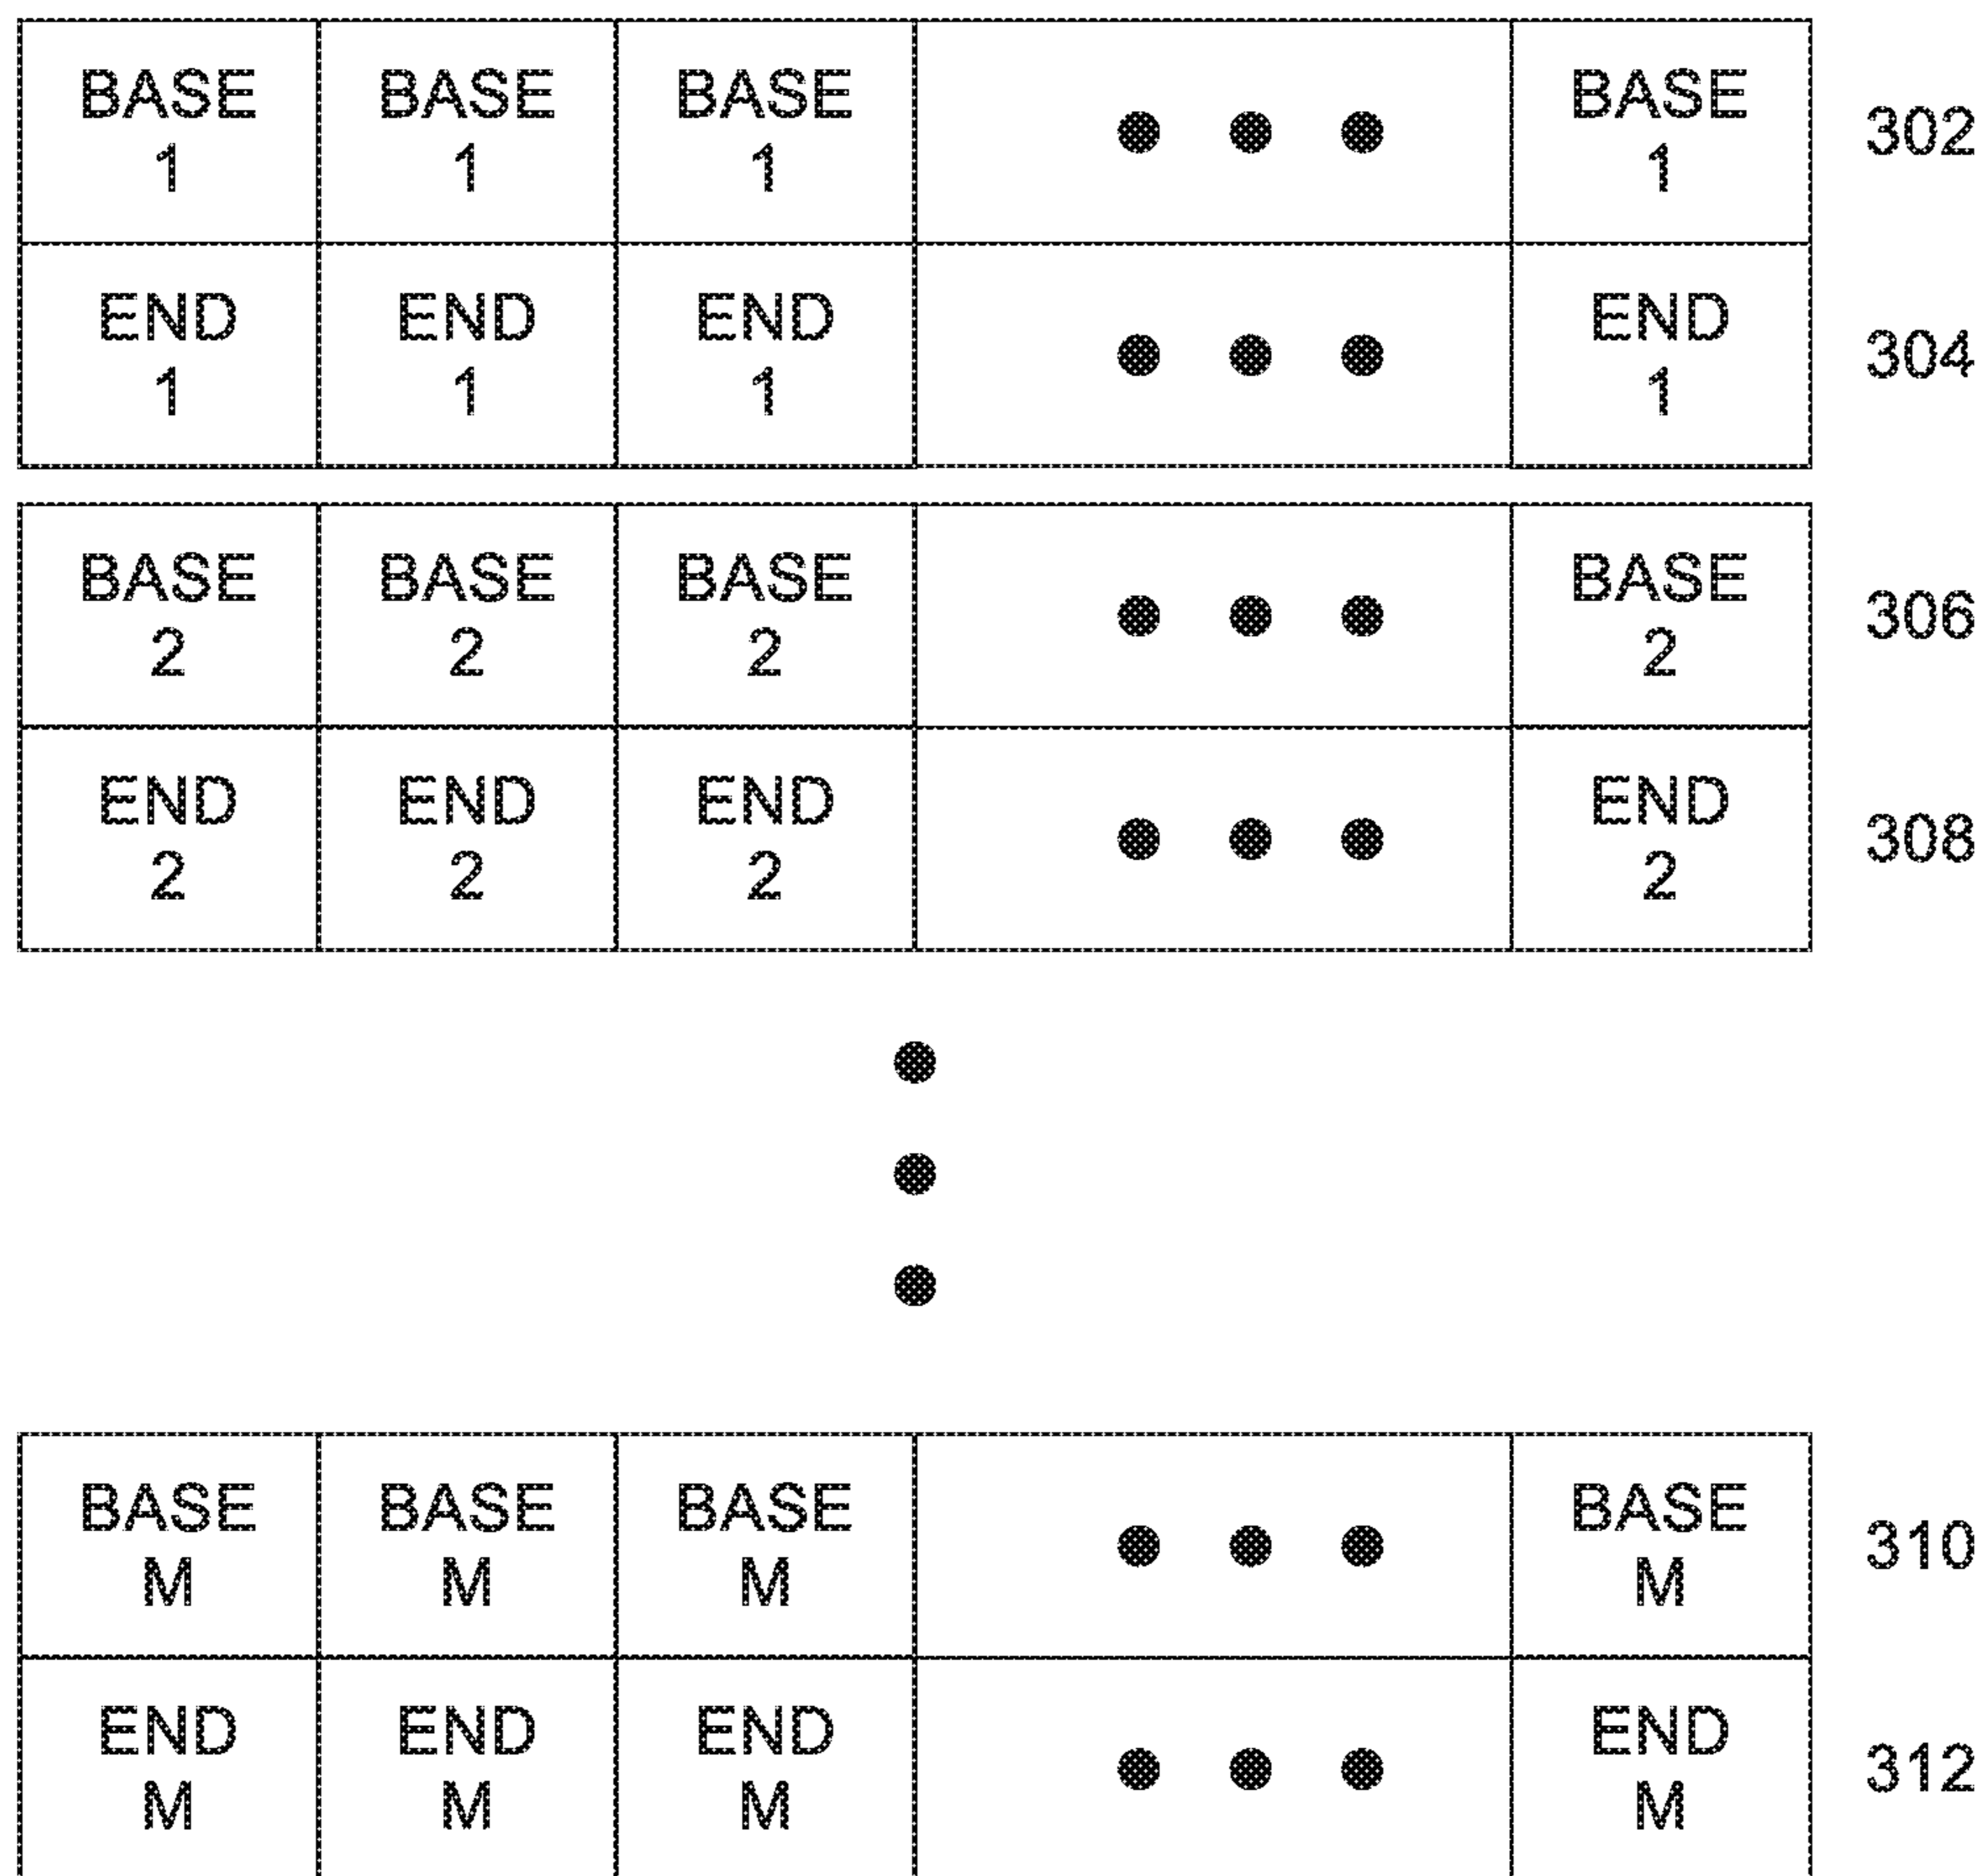 BASE BASE BASE BASE
1 1 1 1
302
END END END END
1 1 1 1
304
BASE BASE BASE BASE
2 2 2 2
306
END END END END
2 2 2 2
308
BASE BASE BASE BASE
M M M M
310
END END END END
M M M M
312